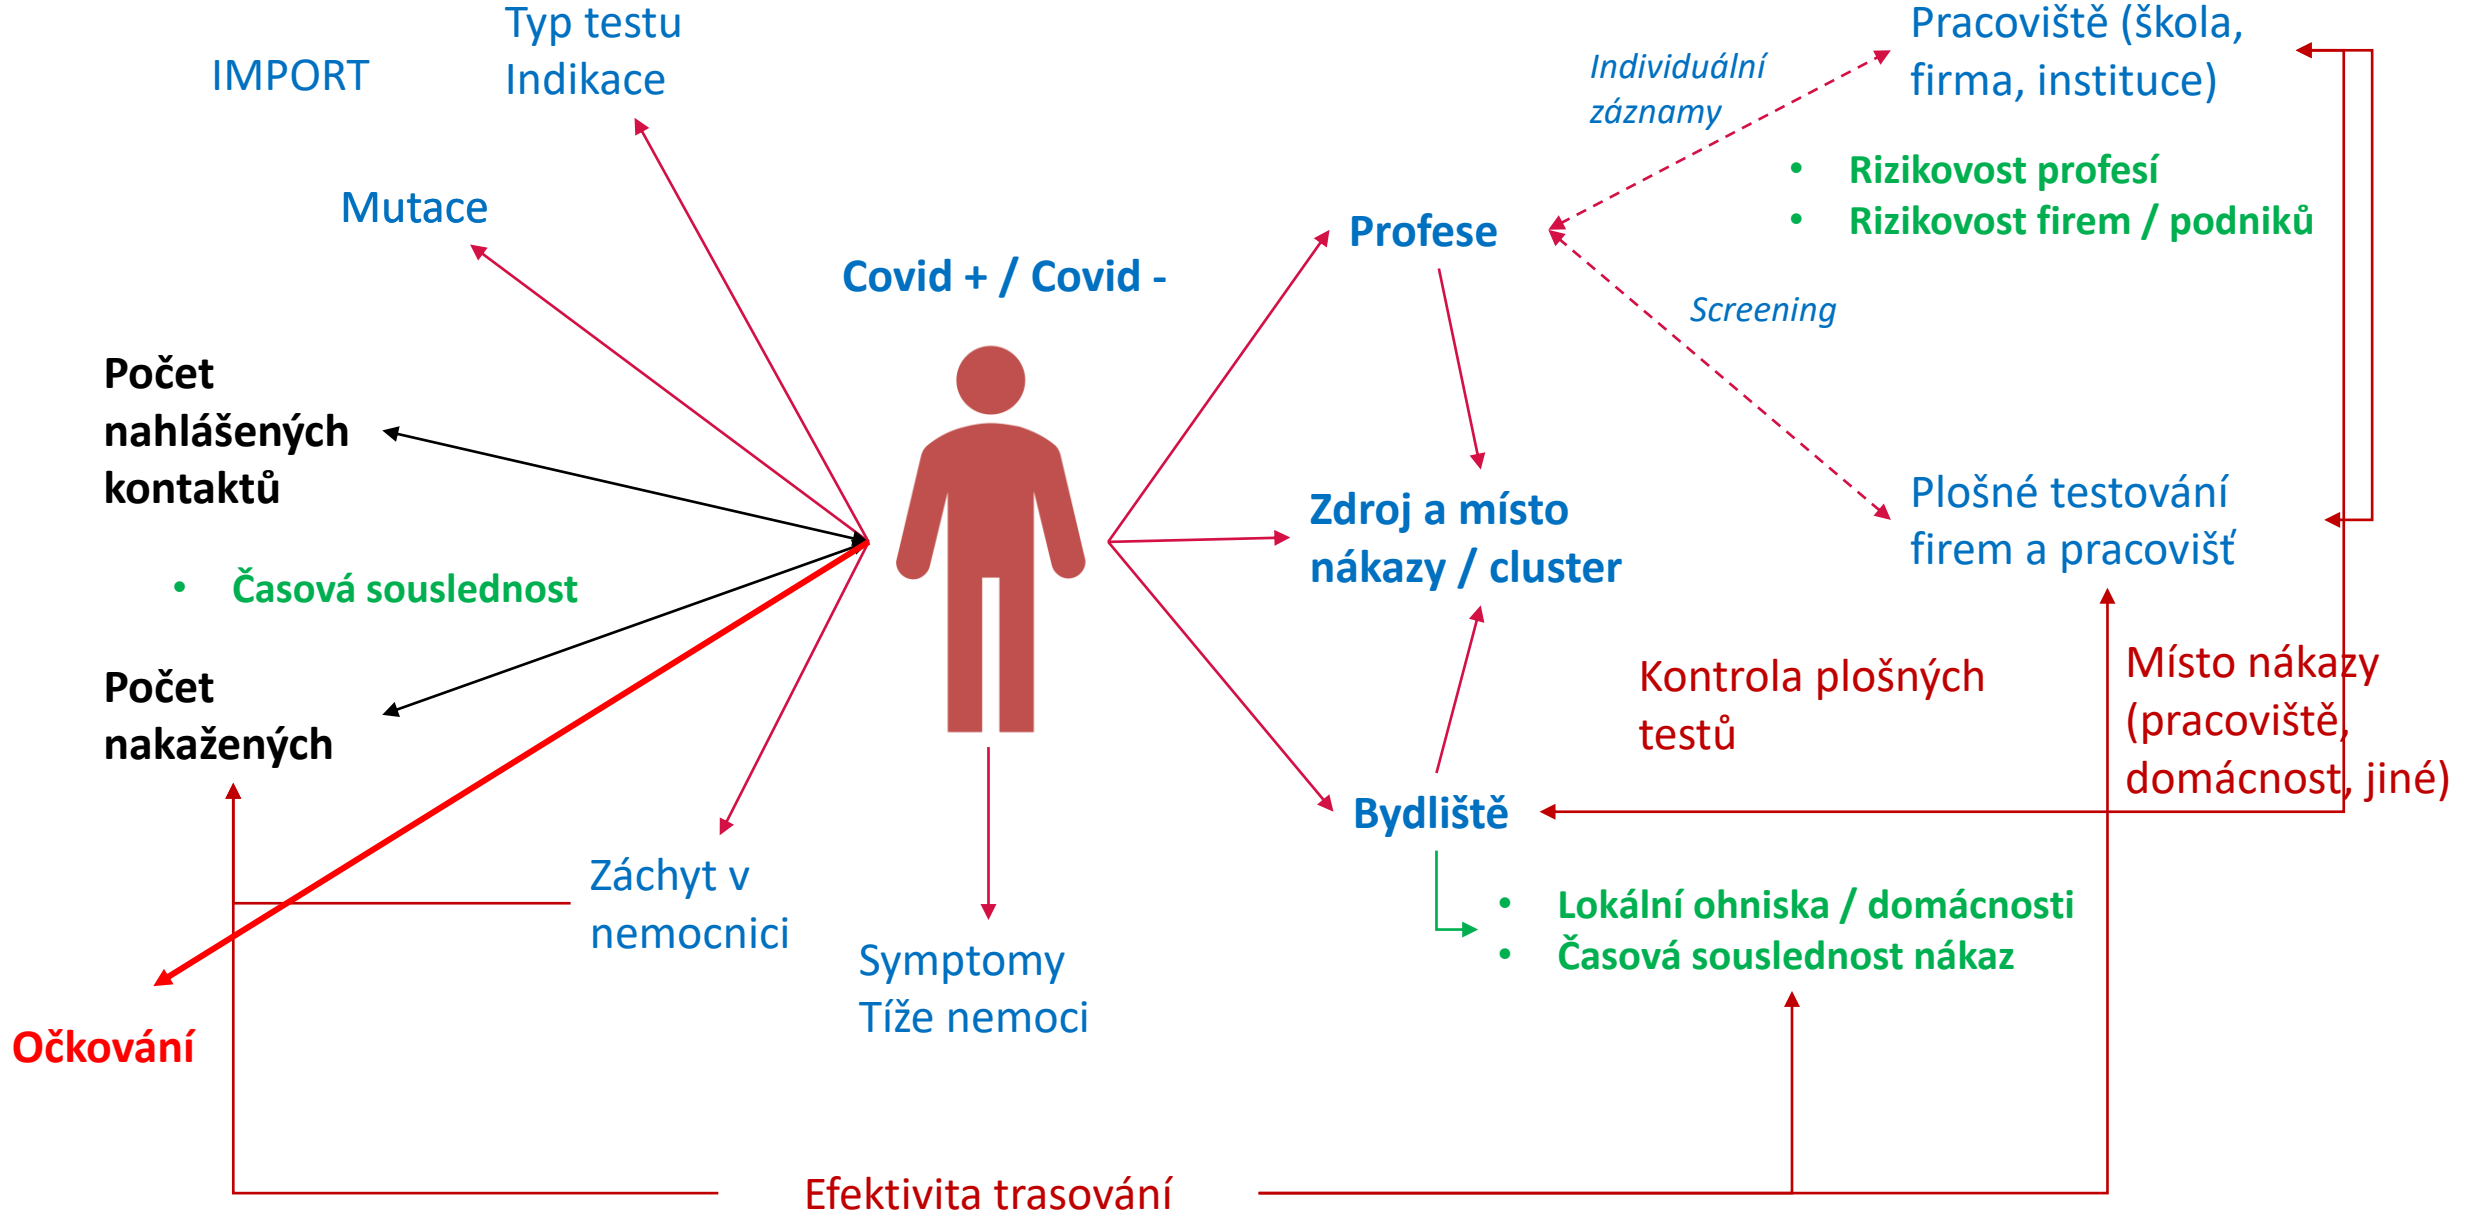 Typ testu
Indikace
IMPORT
Mutace
Covid + / Covid -
Počet
nahlášených
kontaktů
• Časová souslednost
Počet
nakažených
Očkování
Záchyt v
nemocnici
Symptomy
Tíže nemoci
Efektivita trasování
Profese
Zdroj a místo
nákazy / cluster
Bydliště
Individuální
záznamy
Screening
Pracoviště (škola,
firma, instituce)
• Rizikovost profesí
• Rizikovost firem / podniků
Plošné testování
firem a pracovišť
Kontrola plošných
testů
Místo nákazy
(pracoviště,
domácnost, jiné)
• Lokální ohniska / domácnosti
• Časová souslednost nákaz